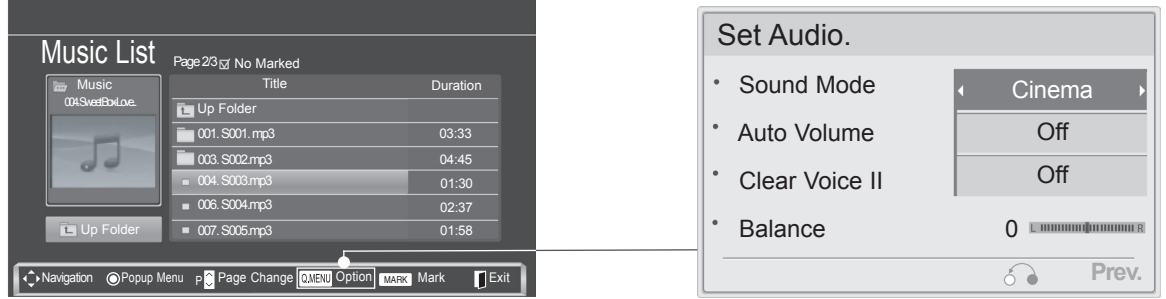 Music List
Page 2/3 No Marked
Music
004.SweetBoxLove..
Up Folder
Title Duration
Up Folder
001. S001. mp3 03:33
003. S002.mp3 04:45
004. S003.mp3 01:30
006. S004.mp3 02:37
007. S005.mp3 01:58
Navigation Popup Menu P Page Change Q.MENU Option MARK Mark Exit
Set Audio.
Sound Mode Cinema
Auto Volume Off
Clear Voice II Off
Balance 0 L R
Prev.